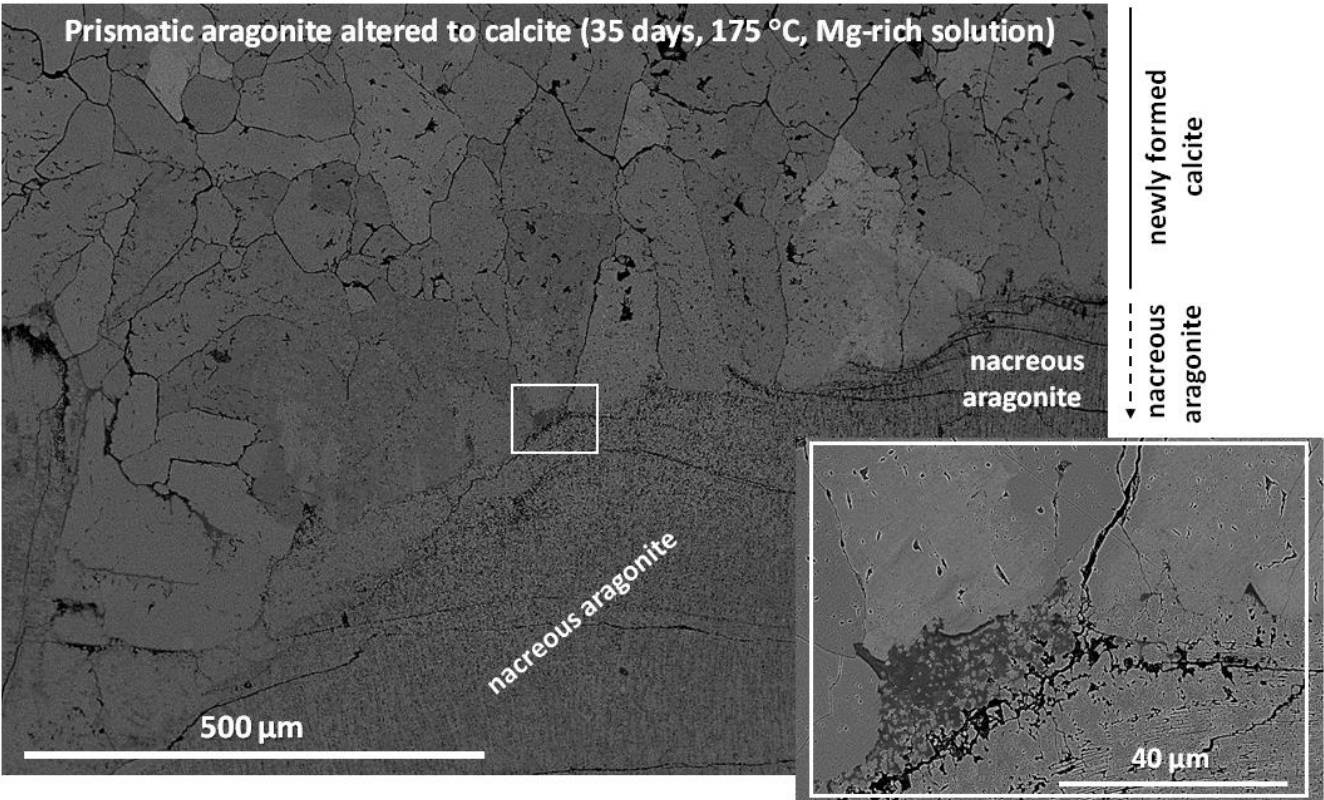 Prismatic aragonite altered to calcite (35 days, 175 °C, Mg-rich solution)
newly formed
calcite
nacreous
aragonite
nacreous
aragonite
nacreous aragonite
500 µm
40 µm